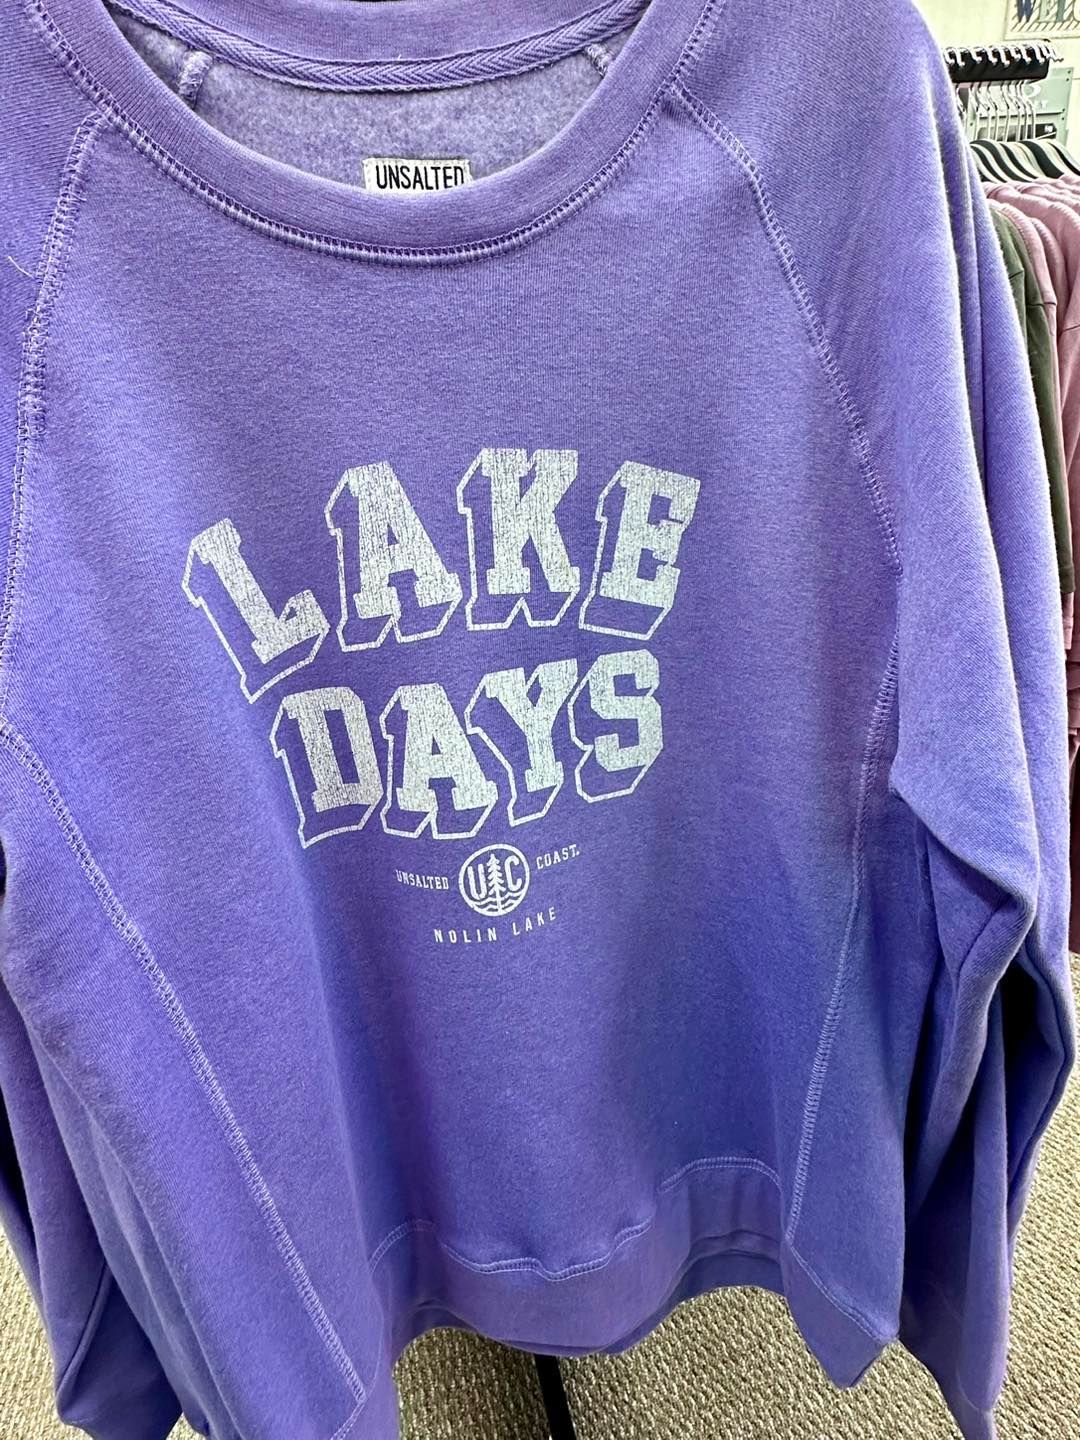 UNSALTED
LAKE
DAYS
UNSALTED UC COAST.
NOLIN LAKE